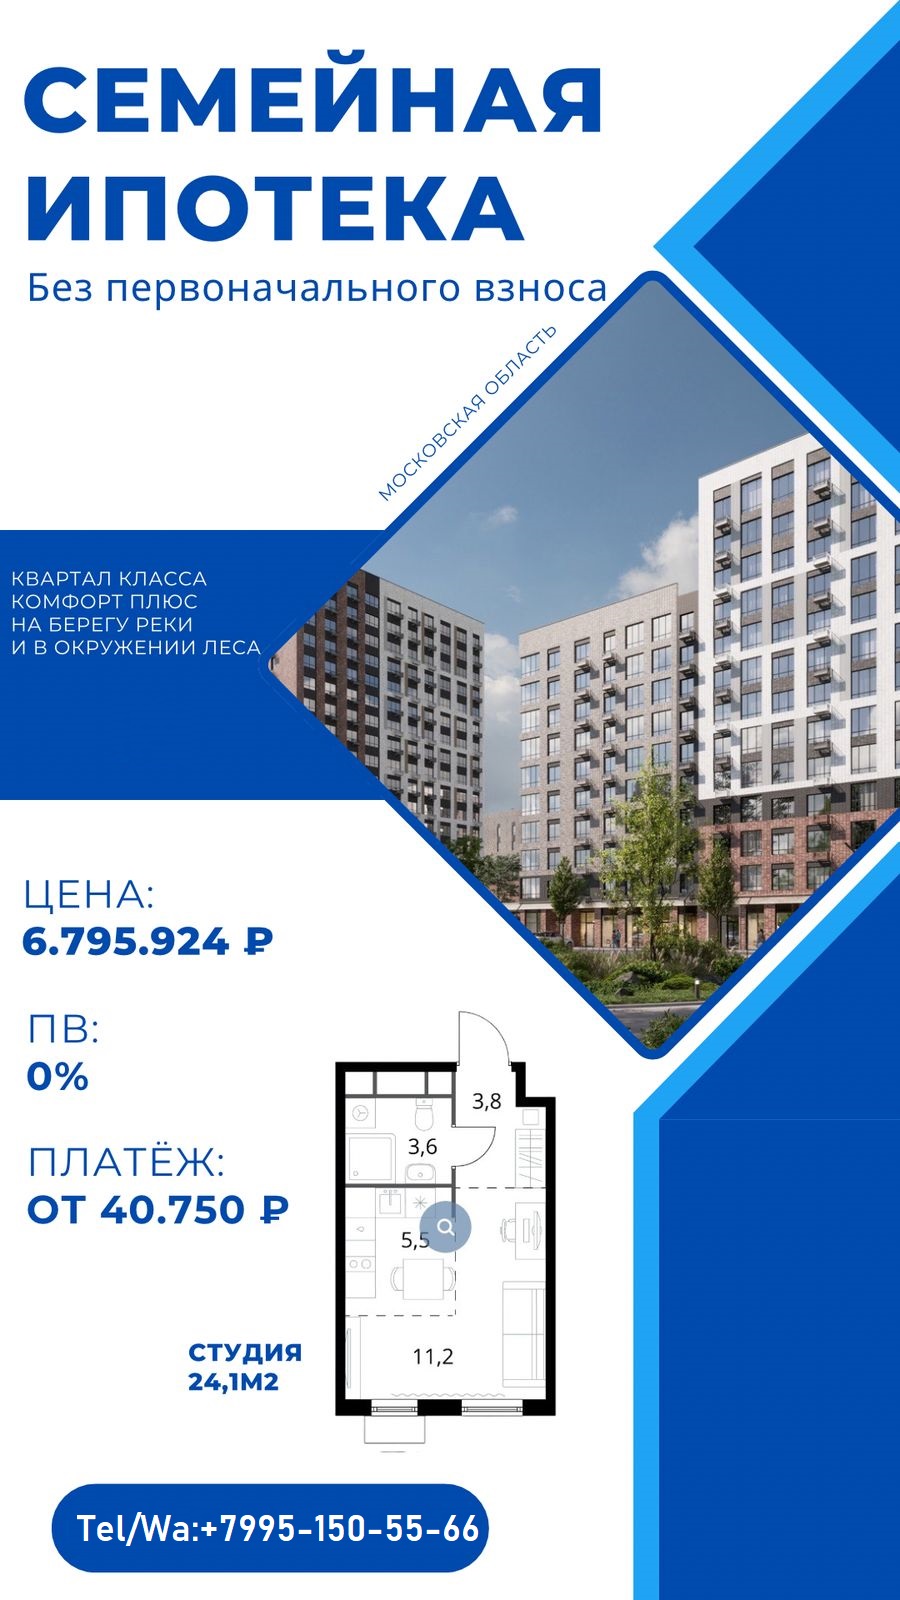 СЕМЕЙНАЯ
ИПОТЕКА
Без первоначального взноса
МОСКОВСКАЯ ОБЛАСТЬ
КВАРТАЛ КЛАССА
КОМФОРТ ПЛЮС
НА БЕРЕГУ РЕКИ
И В ОКРУЖЕНИИ ЛЕСА
ЦЕНА:
6.795.924 ₽
ПВ:
0%
ПЛАТЁЖ:
ОТ 40.750 ₽
3,8
3,6
5,5
11,2
СТУДИЯ
24,1М2
Tel/Wa:+7995-150-55-66